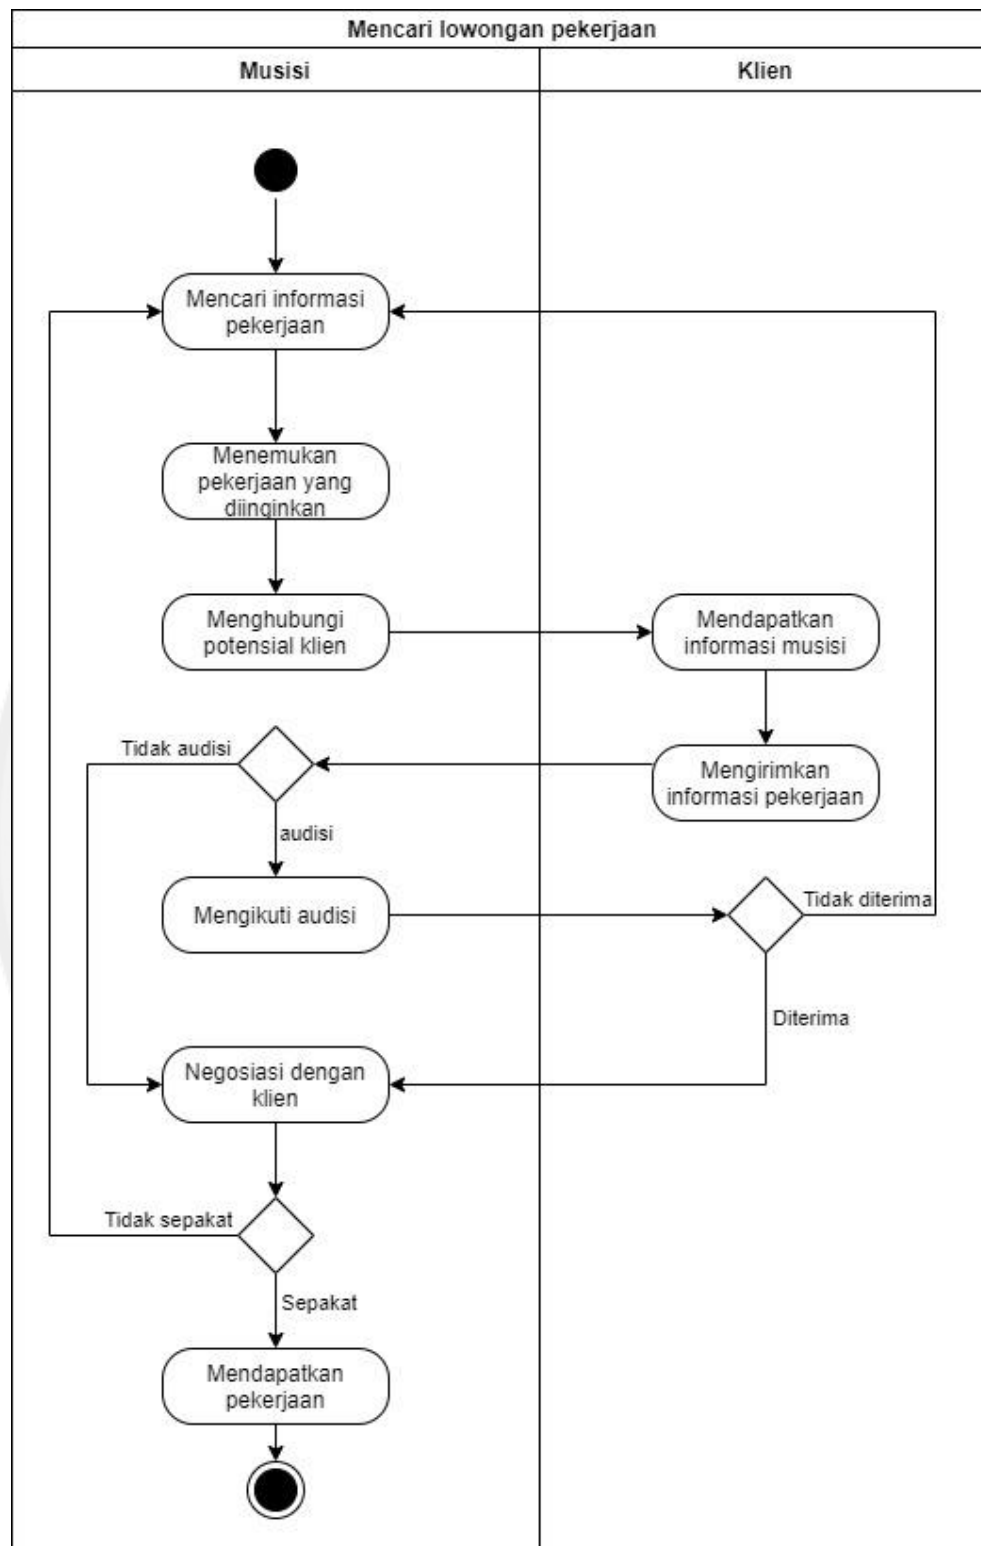 Mencari lowongan pekerjaan
Musisi
Klien
Mencari informasi
pekerjaan
Menemukan
pekerjaan yang
diinginkan
Menghubungi
potensial klien
Mendapatkan
informasi musisi
Tidak audisi
Mengirimkan
informasi pekerjaan
audisi
Mengikuti audisi
Tidak diterima
Diterima
Negosiasi dengan
klien
Tidak sepakat
Sepakat
Mendapatkan
pekerjaan